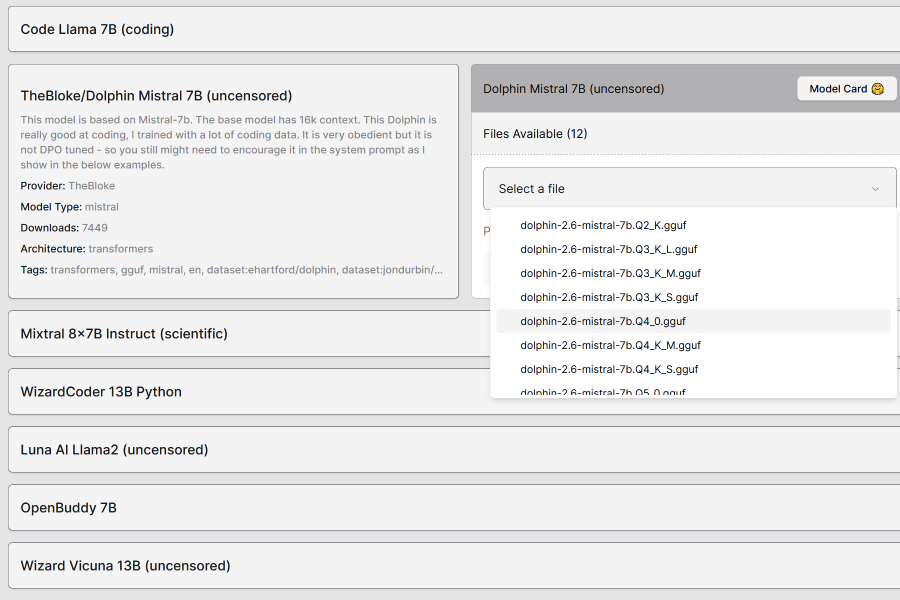 Code Llama 7B (coding)
TheBloke/Dolphin Mistral 7B (uncensored)
This model is based on Mistral-7b. The base model has 16k context. This Dolphin is
really good at coding, I trained with a lot of coding data. It is very obedient but it is
not DPO tuned - so you still might need to encourage it in the system prompt as I
show in the below examples.
Provider: TheBloke
Model Type: mistral
Downloads: 7449
Architecture: transformers
Tags: transformers, gguf, mistral, en, dataset:ehartford/dolphin, dataset:jondurbin/...
Dolphin Mistral 7B (uncensored)
Model Card 🤗
Files Available (12)
Select a file
P
dolphin-2.6-mistral-7b.Q2_K.gguf
dolphin-2.6-mistral-7b.Q3_K_L.gguf
dolphin-2.6-mistral-7b.Q3_K_M.gguf
dolphin-2.6-mistral-7b.Q3_K_S.gguf
dolphin-2.6-mistral-7b.Q4_0.gguf
dolphin-2.6-mistral-7b.Q4_K_M.gguf
dolphin-2.6-mistral-7b.Q4_K_S.gguf
dolphin-2.6-mistral-7b.Q5_0.gguf
Mixtral 8×7B Instruct (scientific)
WizardCoder 13B Python
Luna AI Llama2 (uncensored)
OpenBuddy 7B
Wizard Vicuna 13B (uncensored)